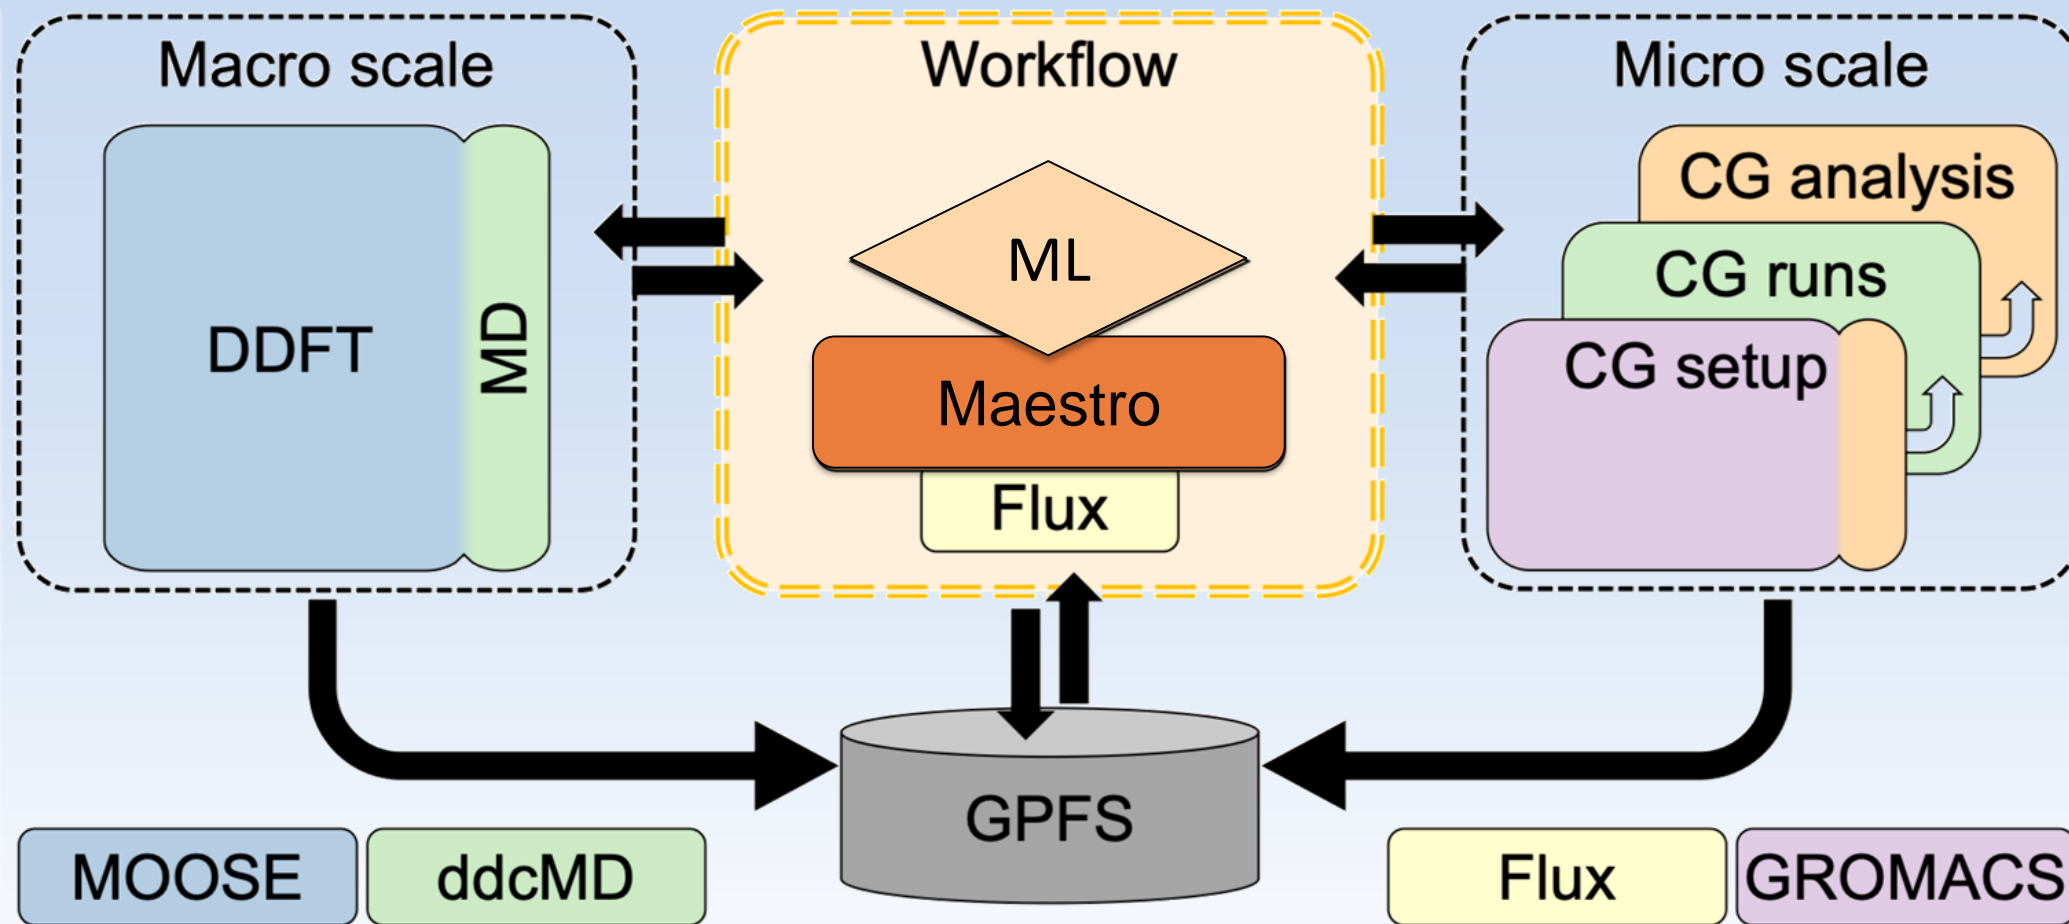 Macro scale
DDFT
MD
Workflow
ML
Maestro
Flux
Micro scale
CG analysis
CG runs
CG setup
GPFS
MOOSE
ddcMD
Flux
GROMACS